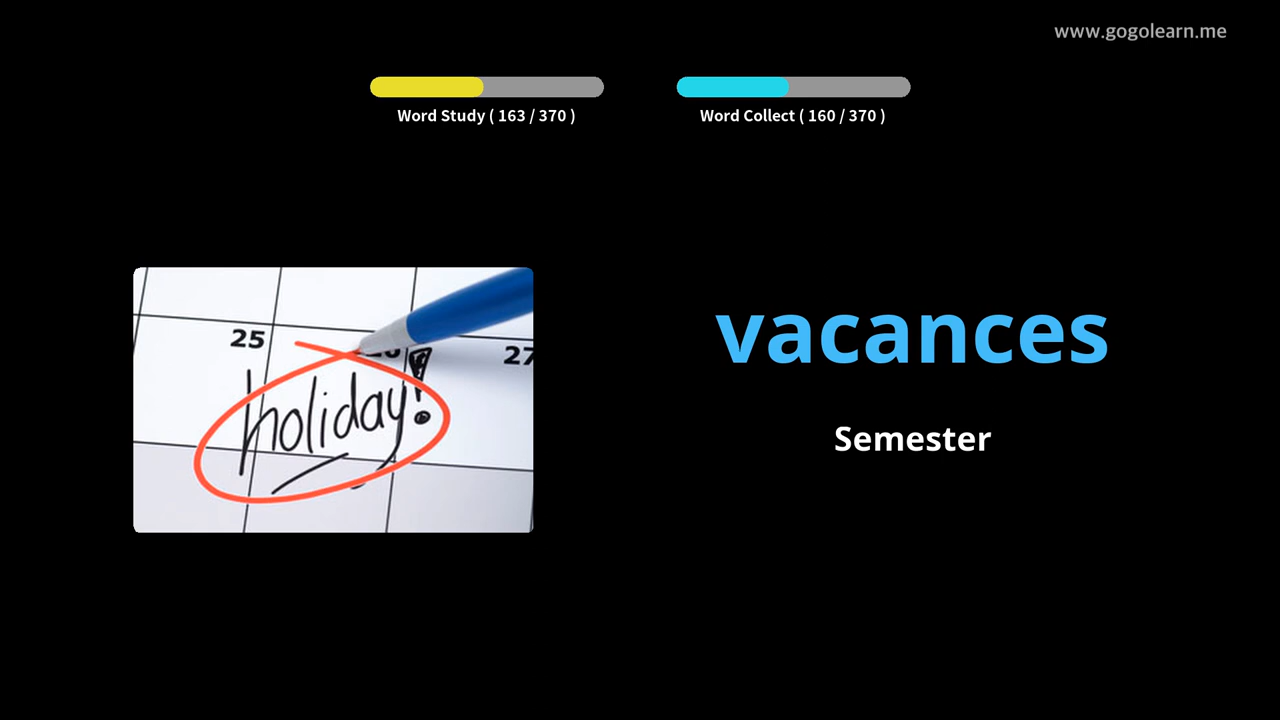 www.gogolearn.me
Word Study ( 163 / 370 )
Word Collect ( 160 / 370 )
25
27
holiday!
vacances
Semester